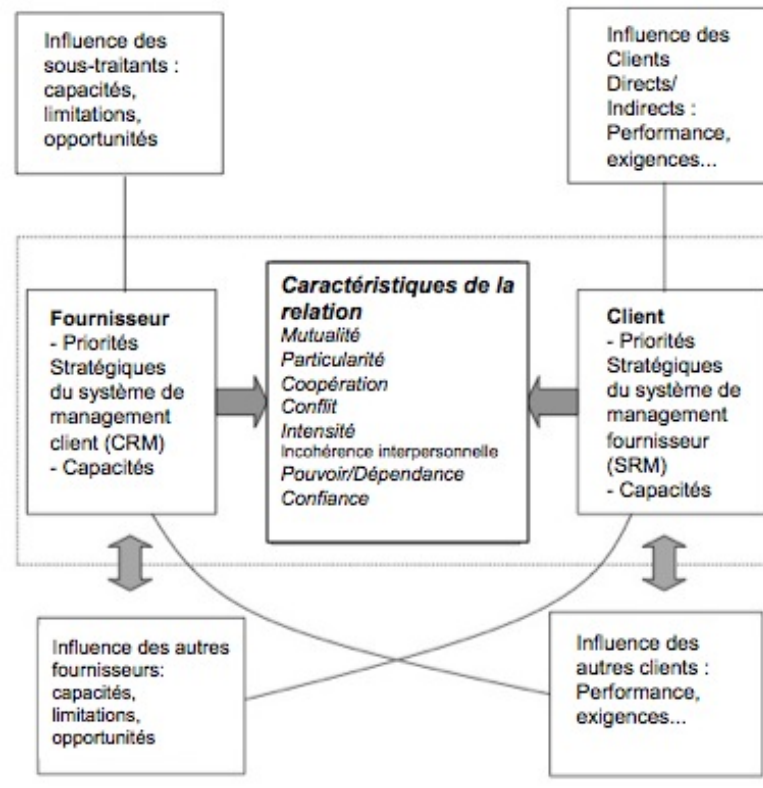 Influence des
sous-traitants :
capacités,
limitations,
opportunités
Influence des
Clients
Directs/
Indirects :
Performance,
exigences...
Fournisseur
- Priorités
Stratégiques
du système de
management
client (CRM)
- Capacités
Caractéristiques de la
relation
Mutualité
Particularité
Coopération
Conflit
Intensité
Incohérence interpersonnelle
Pouvoir/Dépendance
Confiance
Client
- Priorités
Stratégiques
du système de
management
fournisseur
(SRM)
- Capacités
Influence des autres
fournisseurs:
capacités,
limitations,
opportunités
Influence des
autres clients :
Performance,
exigences...